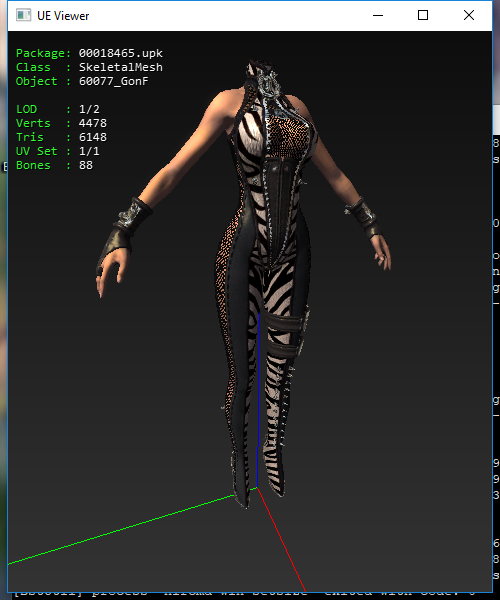 UE Viewer
Package: 00018465.upk
Class  : SkeletalMesh
Object : 60077_GonF
LOD    : 1/2
Verts  : 4478
Tris   : 6148
UV Set : 1/1
Bones  : 88